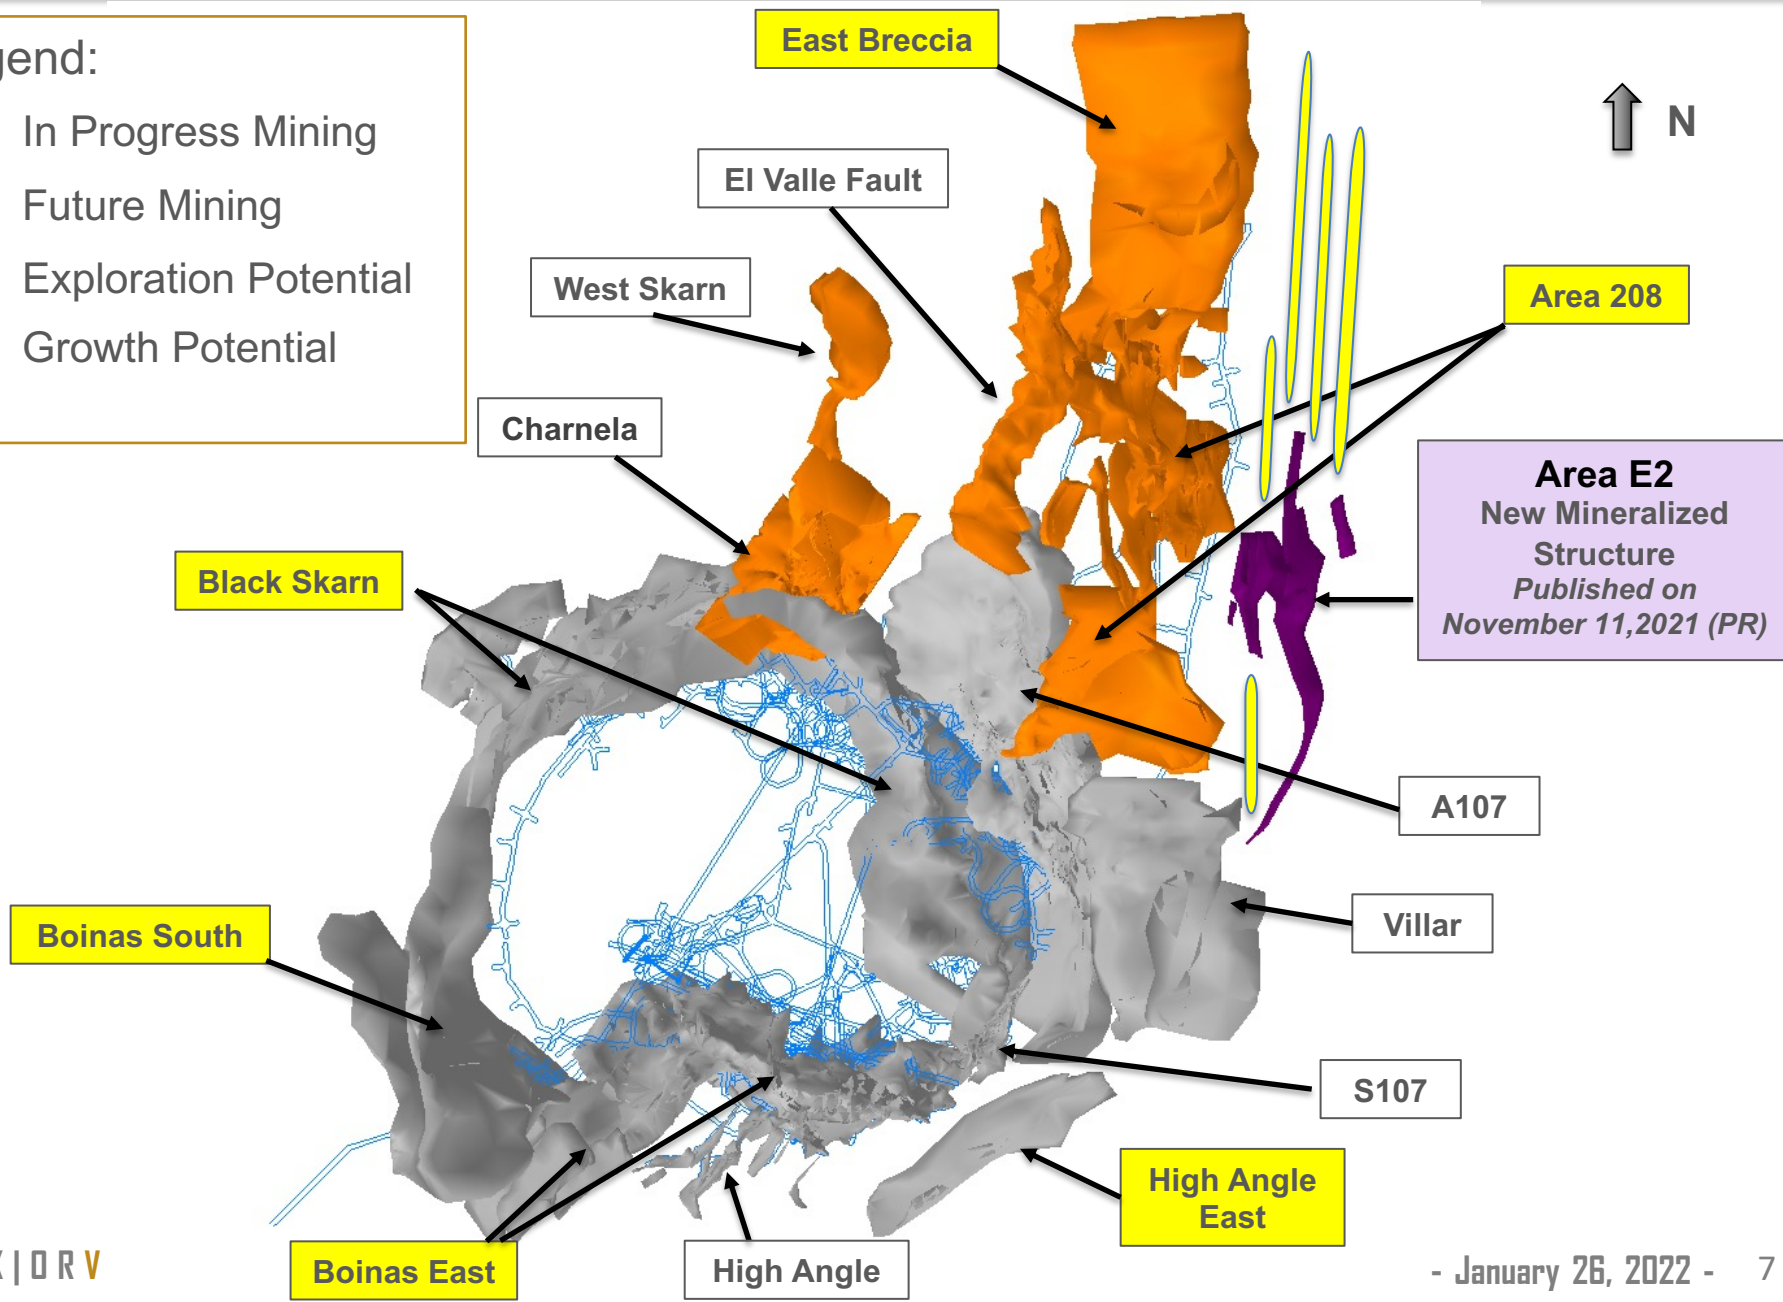 gend:
In Progress Mining
Future Mining
Exploration Potential
Growth Potential
East Breccia
N
El Valle Fault
West Skarn
Area 208
Charnela
Area E2
New Mineralized
Structure
Published on
November 11,2021 (PR)
Black Skarn
A107
Villar
Boinas South
S107
High Angle
East
Boinas East
High Angle
| O R V
- January 26, 2022 - 7